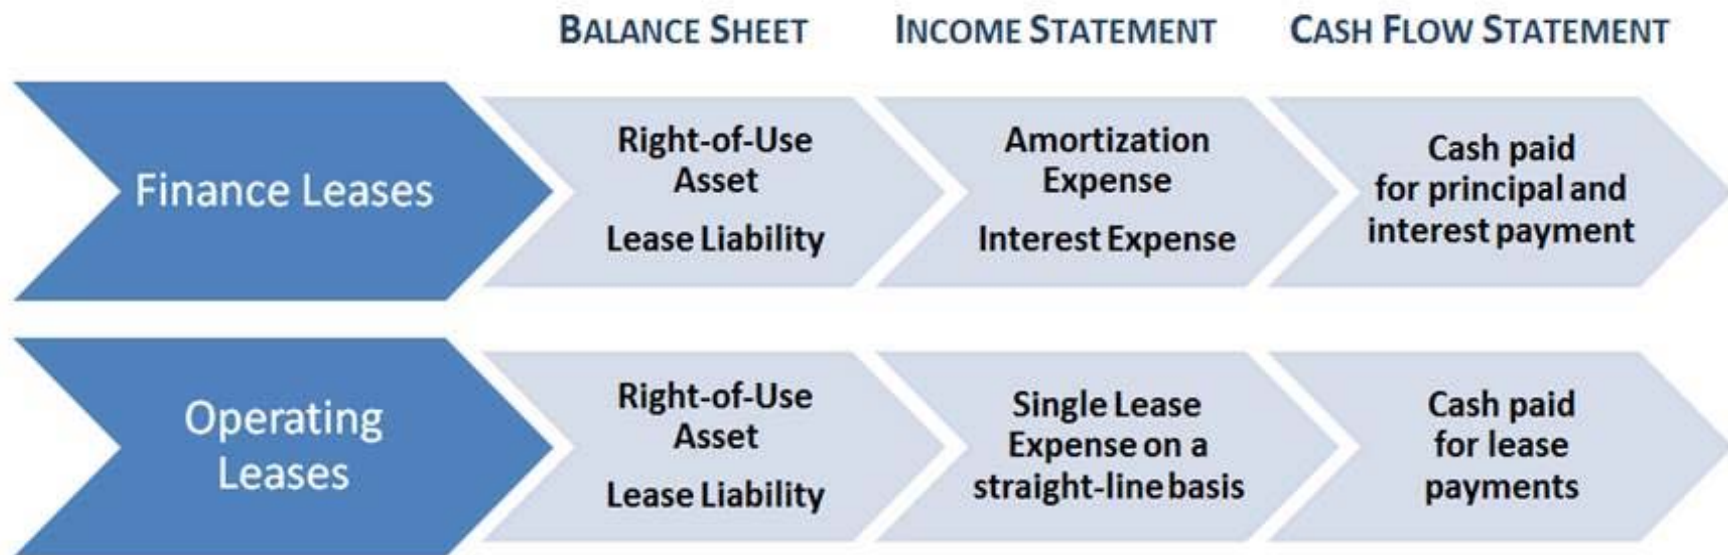 BALANCE SHEET
INCOME STATEMENT
CASH FLOW STATEMENT
Finance Leases
Right-of-Use
Asset
Lease Liability
Amortization
Expense
Interest Expense
Cash paid
for principal and
interest payment
Operating
Leases
Right-of-Use
Asset
Lease Liability
Single Lease
Expense on a
straight-line basis
Cash paid
for lease
payments